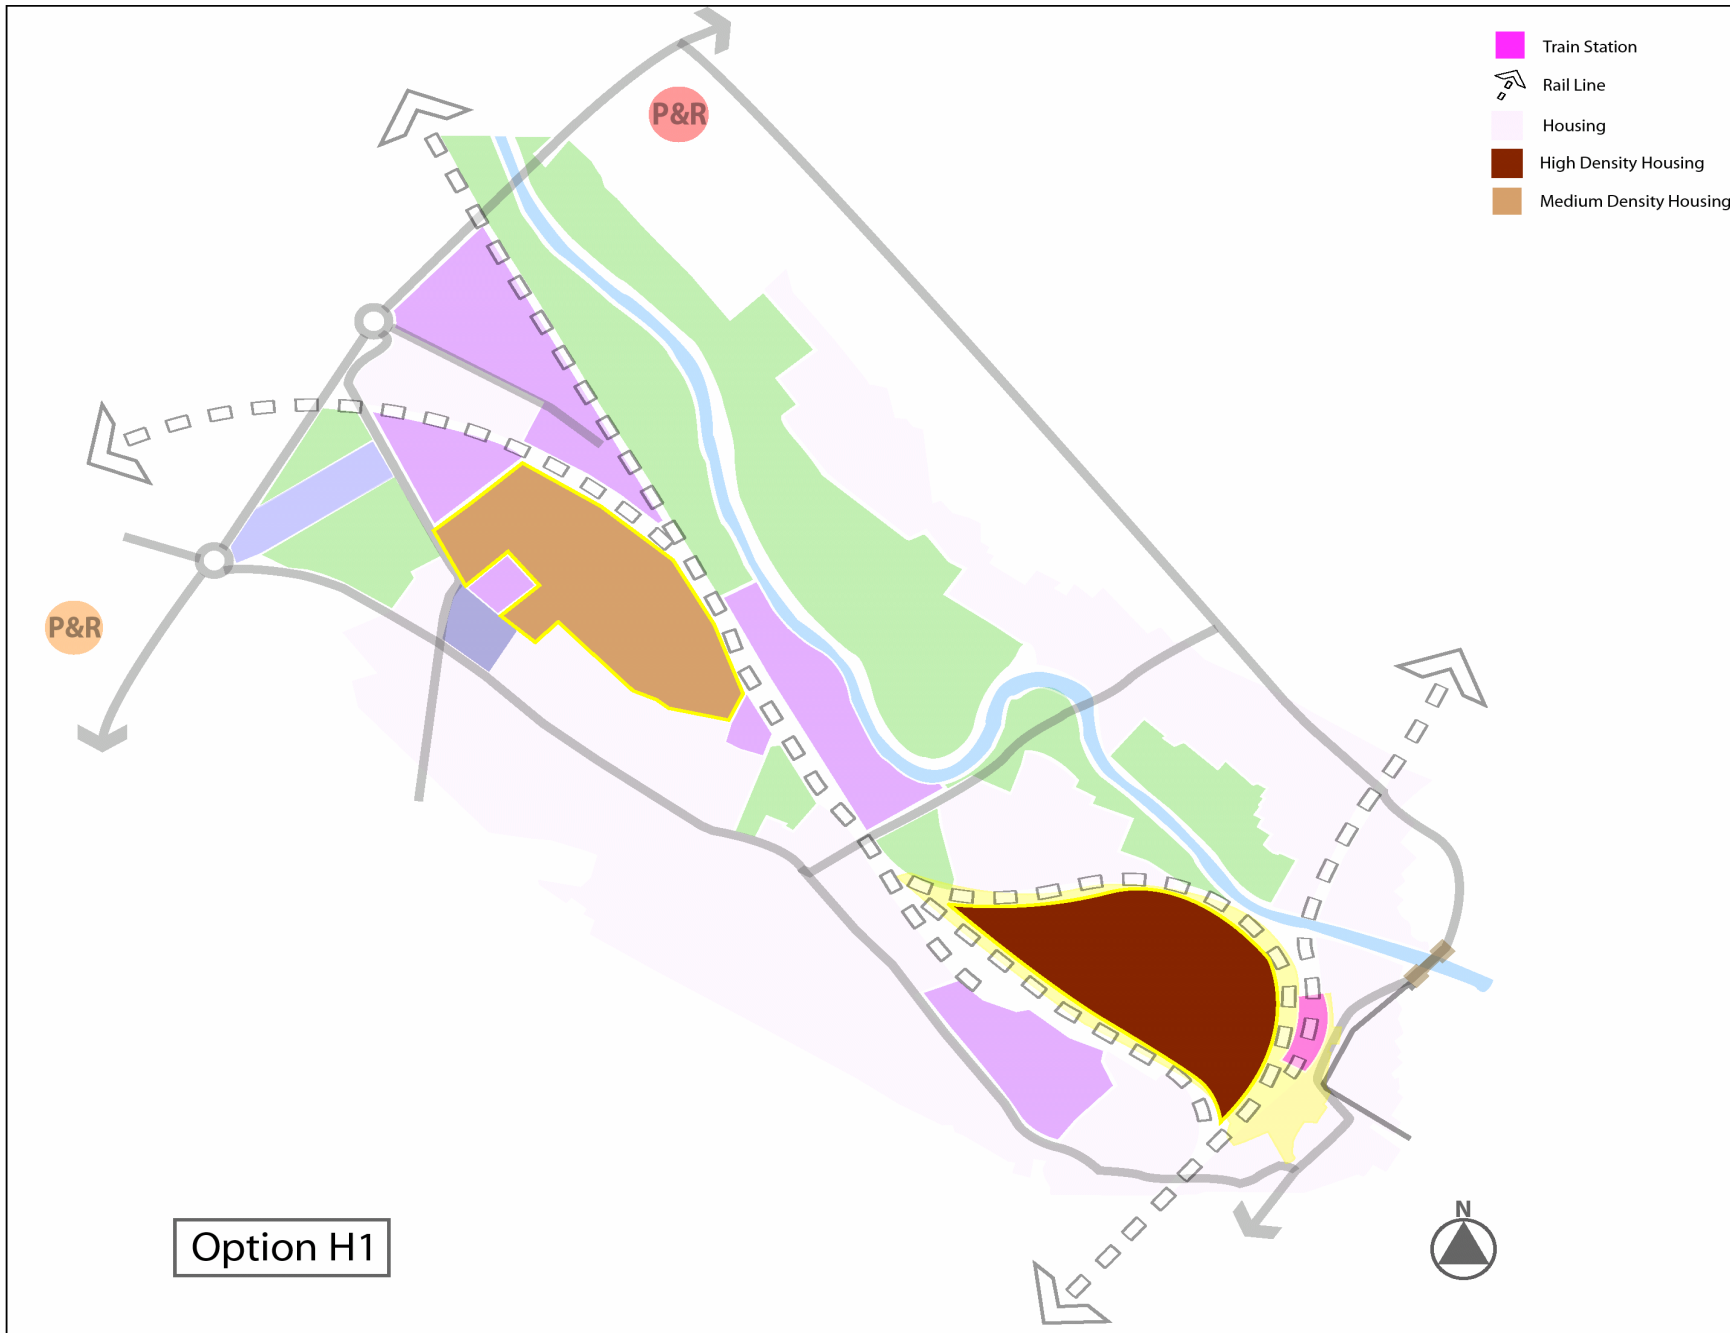 Train Station
Rail Line
Housing
High Density Housing
Medium Density Housing
P&R
P&R
Option H1
N